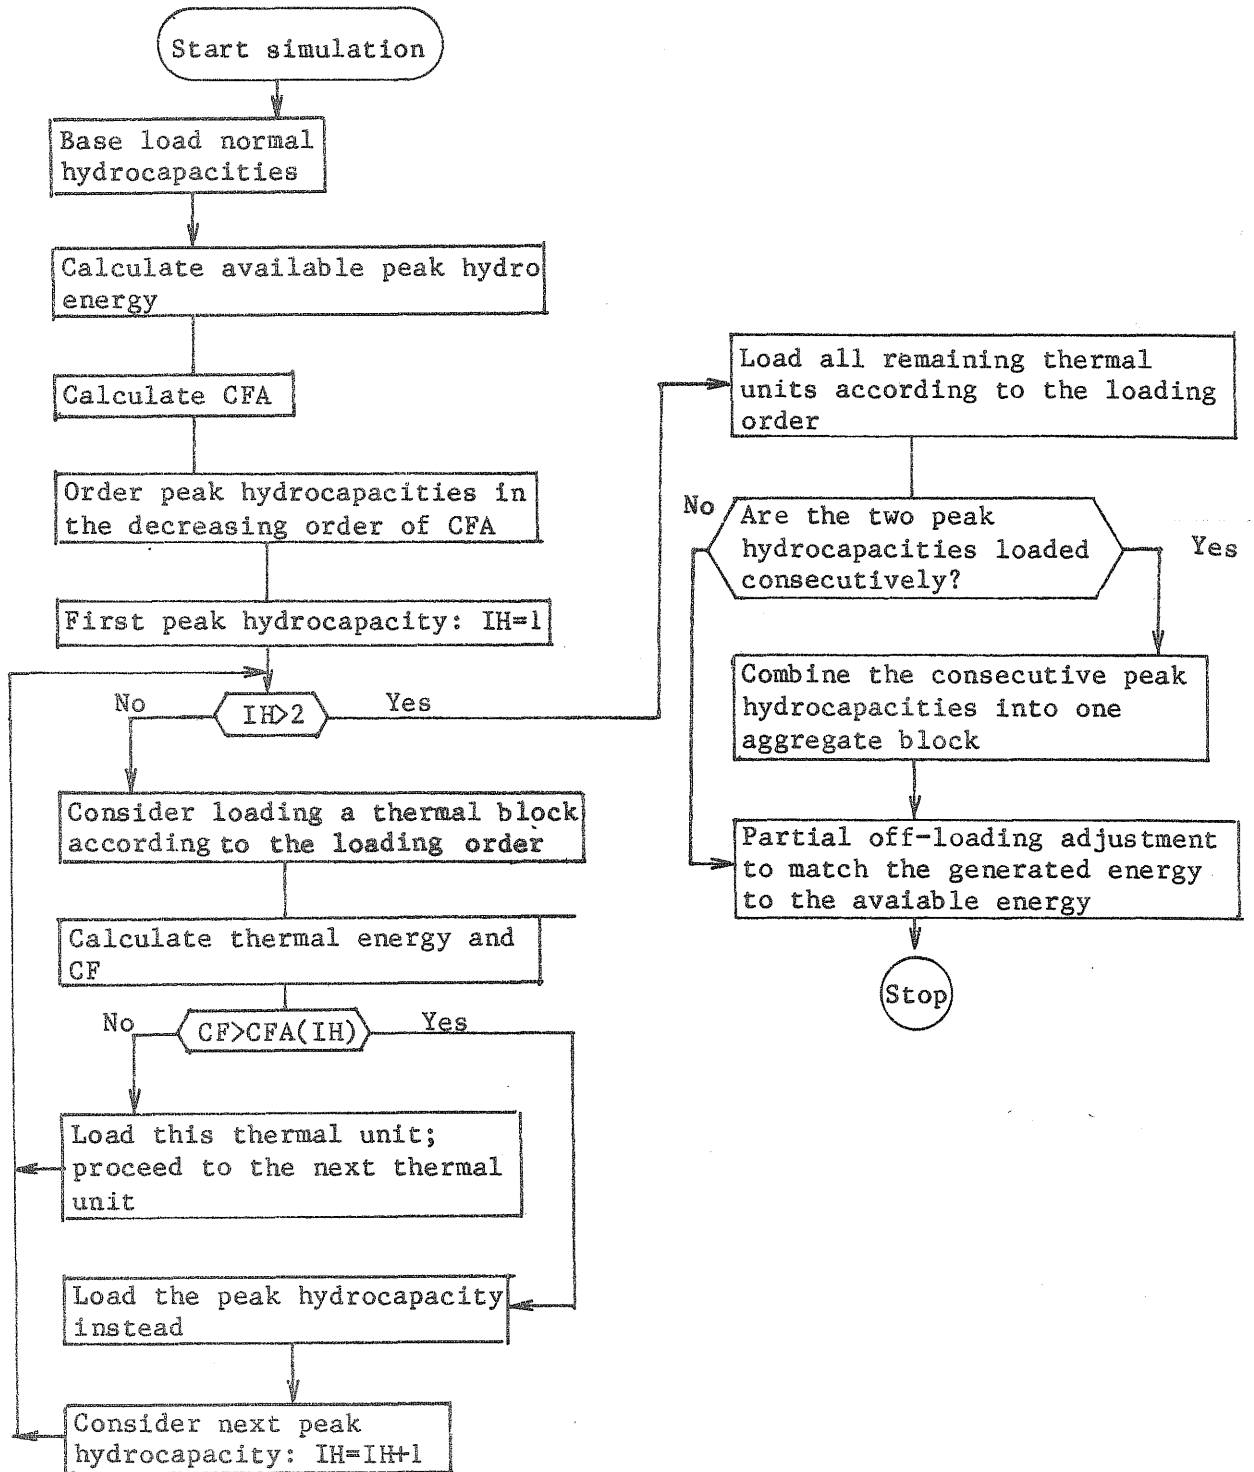 Start simulation
Base load normal
hydrocapacities
Calculate available peak hydro
energy
Calculate CFA
Order peak hydrocapacities in
the decreasing order of CFA
First peak hydrocapacity: IH=1
No
IH>2
Yes
Consider loading a thermal block
according to the loading order
Calculate thermal energy and
CF
No
CF>CFA(IH)
Yes
Load this thermal unit;
proceed to the next thermal
unit
Load the peak hydrocapacity
instead
Consider next peak
hydrocapacity: IH=IH+1
Load all remaining thermal
units according to the loading
order
No
Are the two peak
hydrocapacities loaded
consecutively?
Yes
Combine the consecutive peak
hydrocapacities into one
aggregate block
Partial off-loading adjustment
to match the generated energy
to the avaiable energy
Stop